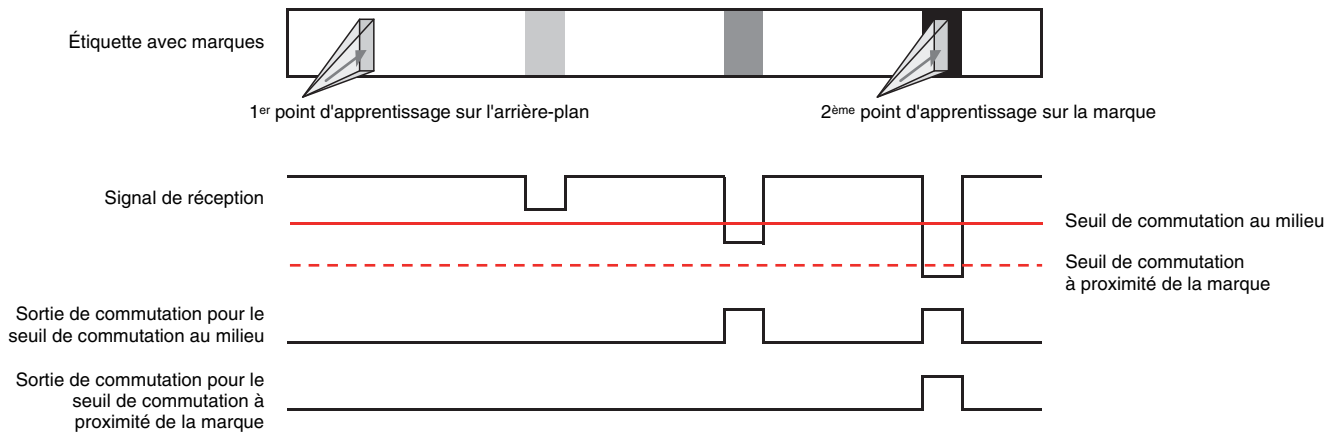 Étiquette avec marques
1er point d'apprentissage sur l'arrière-plan
2ème point d'apprentissage sur la marque
Signal de réception
Seuil de commutation au milieu
Seuil de commutation
à proximité de la marque
Sortie de commutation pour le
seuil de commutation au milieu
Sortie de commutation pour le
seuil de commutation à
proximité de la marque